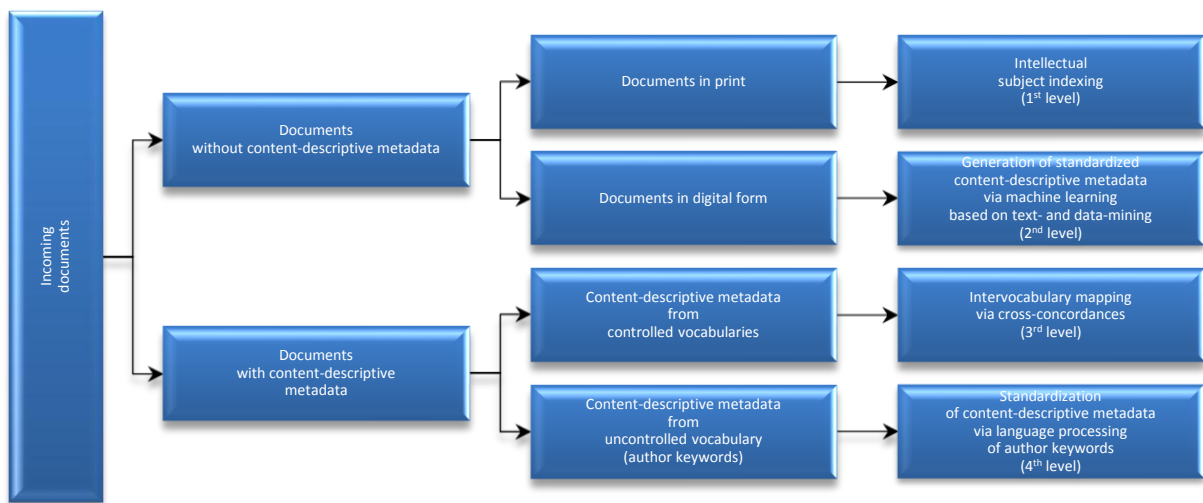 Incoming
documents
Documents
without content-descriptive metadata
Documents
with content-descriptive
metadata
Documents in print
Documents in digital form
Content-descriptive metadata
from
controlled vocabularies
Content-descriptive metadata
from
uncontrolled vocabulary
(author keywords)
Intellectual
subject indexing
(1st level)
Generation of standardized
content-descriptive metadata
via machine learning
based on text- and data-mining
(2nd level)
Intervocabulary mapping
via cross-concordances
(3rd level)
Standardization
of content-descriptive metadata
via language processing
of author keywords
(4th level)